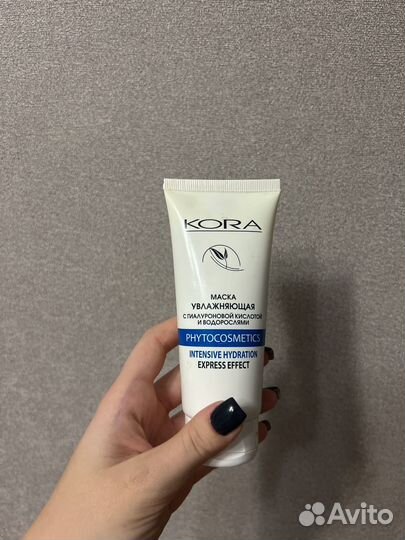 KORA
МАСКА
УВЛАЖНЯЮЩАЯ
С ГИАЛУРОНОВОЙ КИСЛОТОЙ
И ВОДОРОСЛЯМИ
PHYTOCOSMETICS
INTENSIVE HYDRATION
EXPRESS EFFECT
Avito